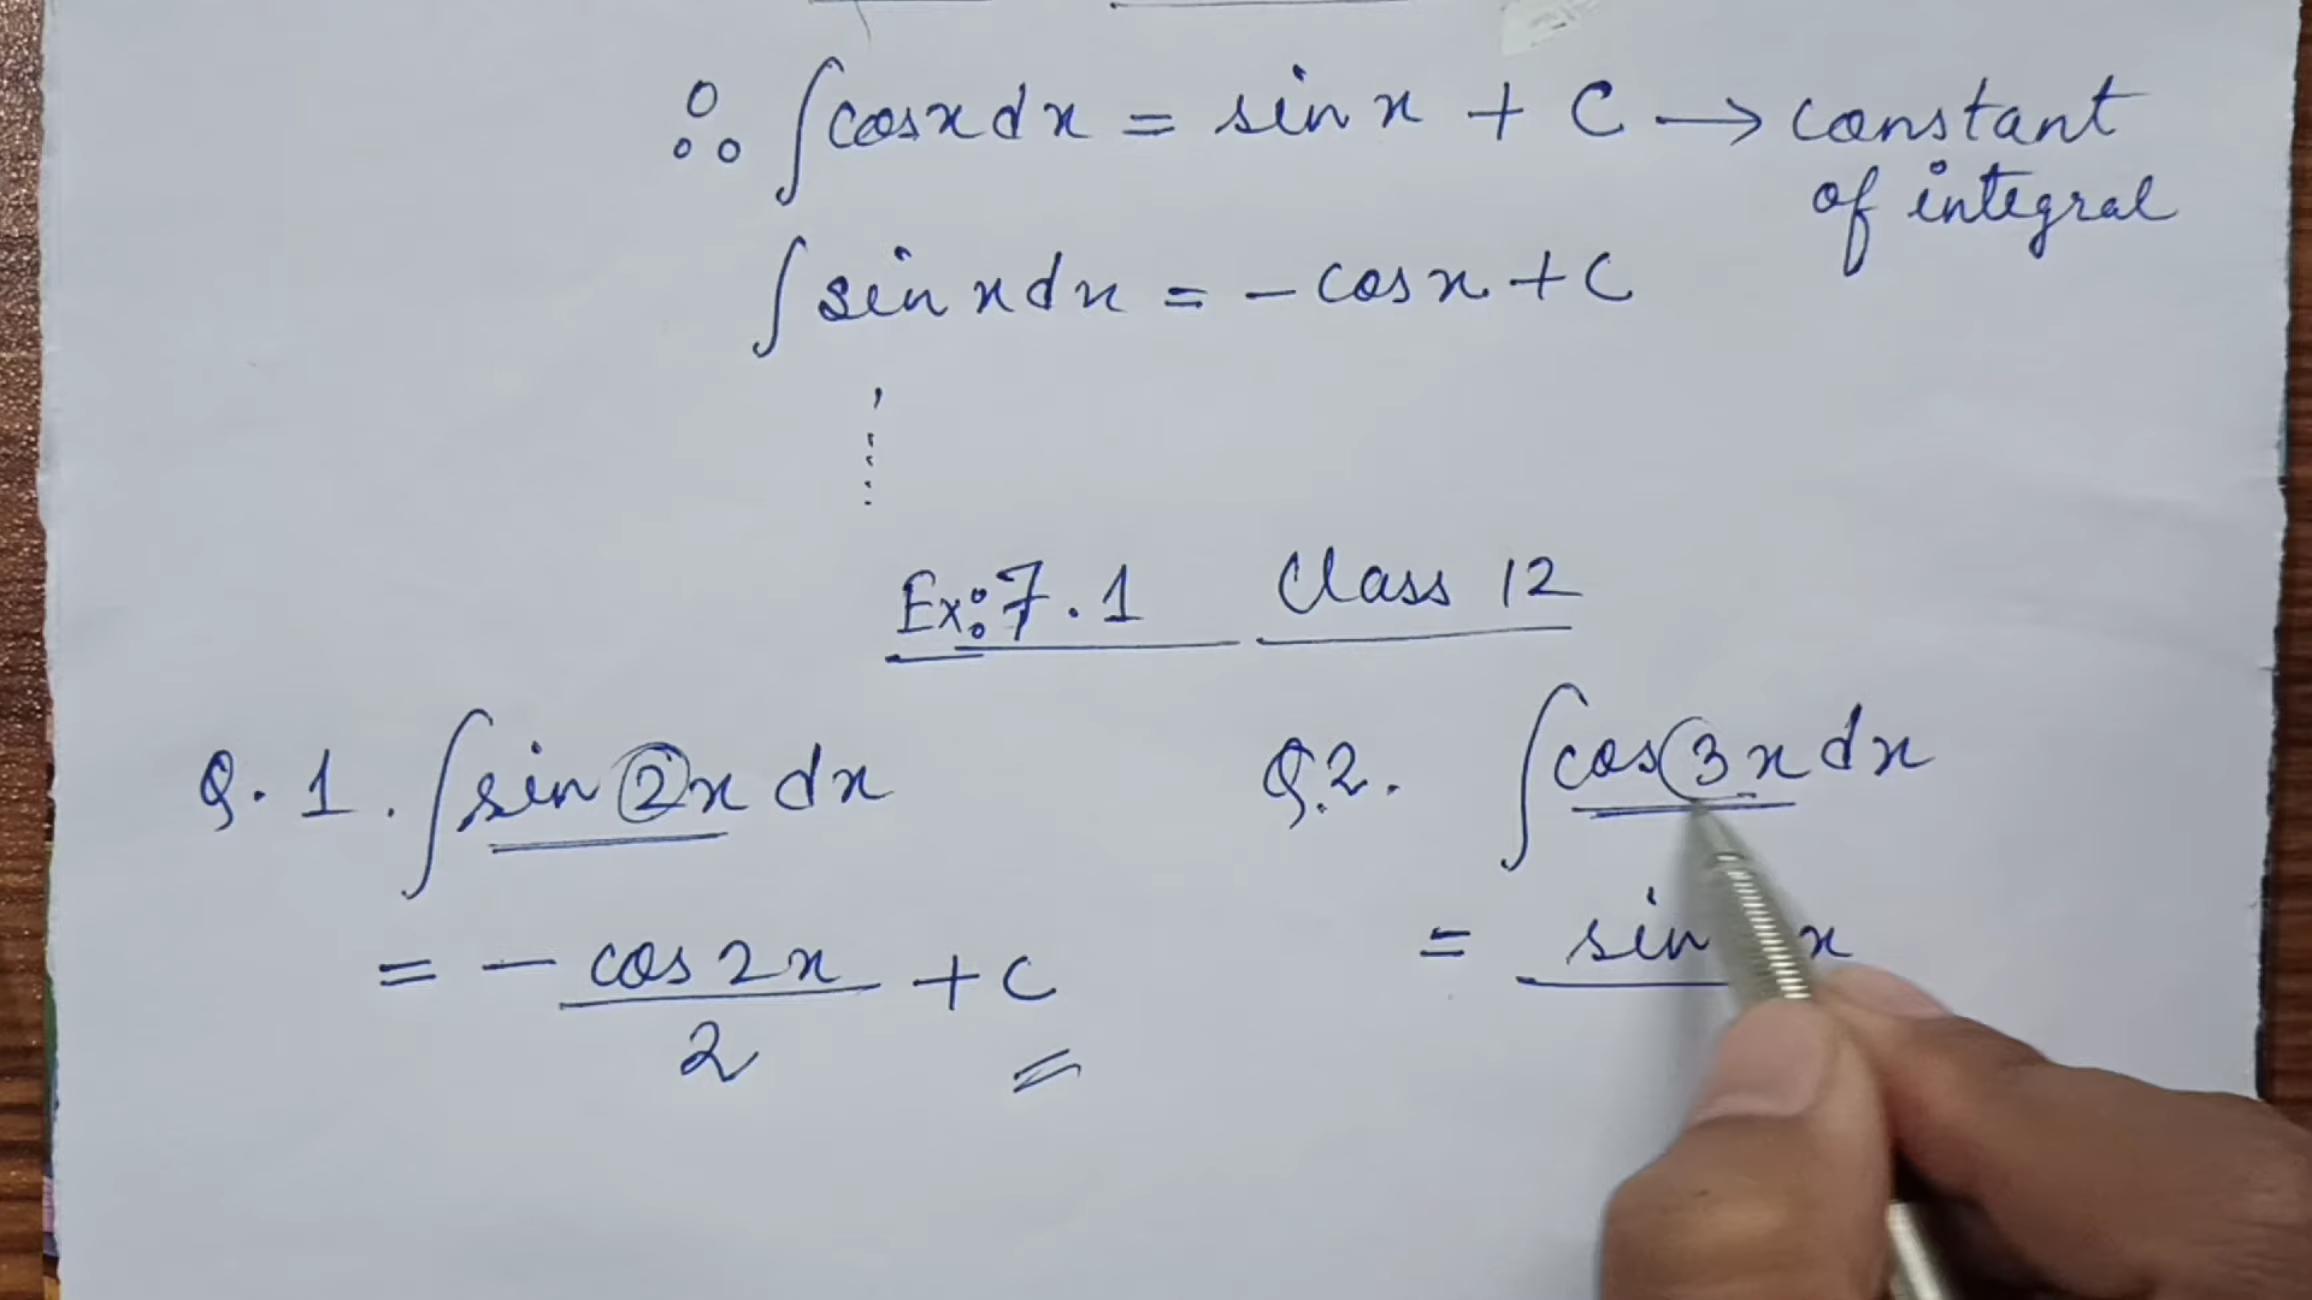 ∴ ∫cosx dx = sin x + C → constant
of integral
∫ sin x dx = - cos x + C
Ex: 7.1 Class 12
Q. 1. ∫ sin 2x dx
= - cos 2x / 2 + C
Q.2. ∫ cos 3x dx
= sin x